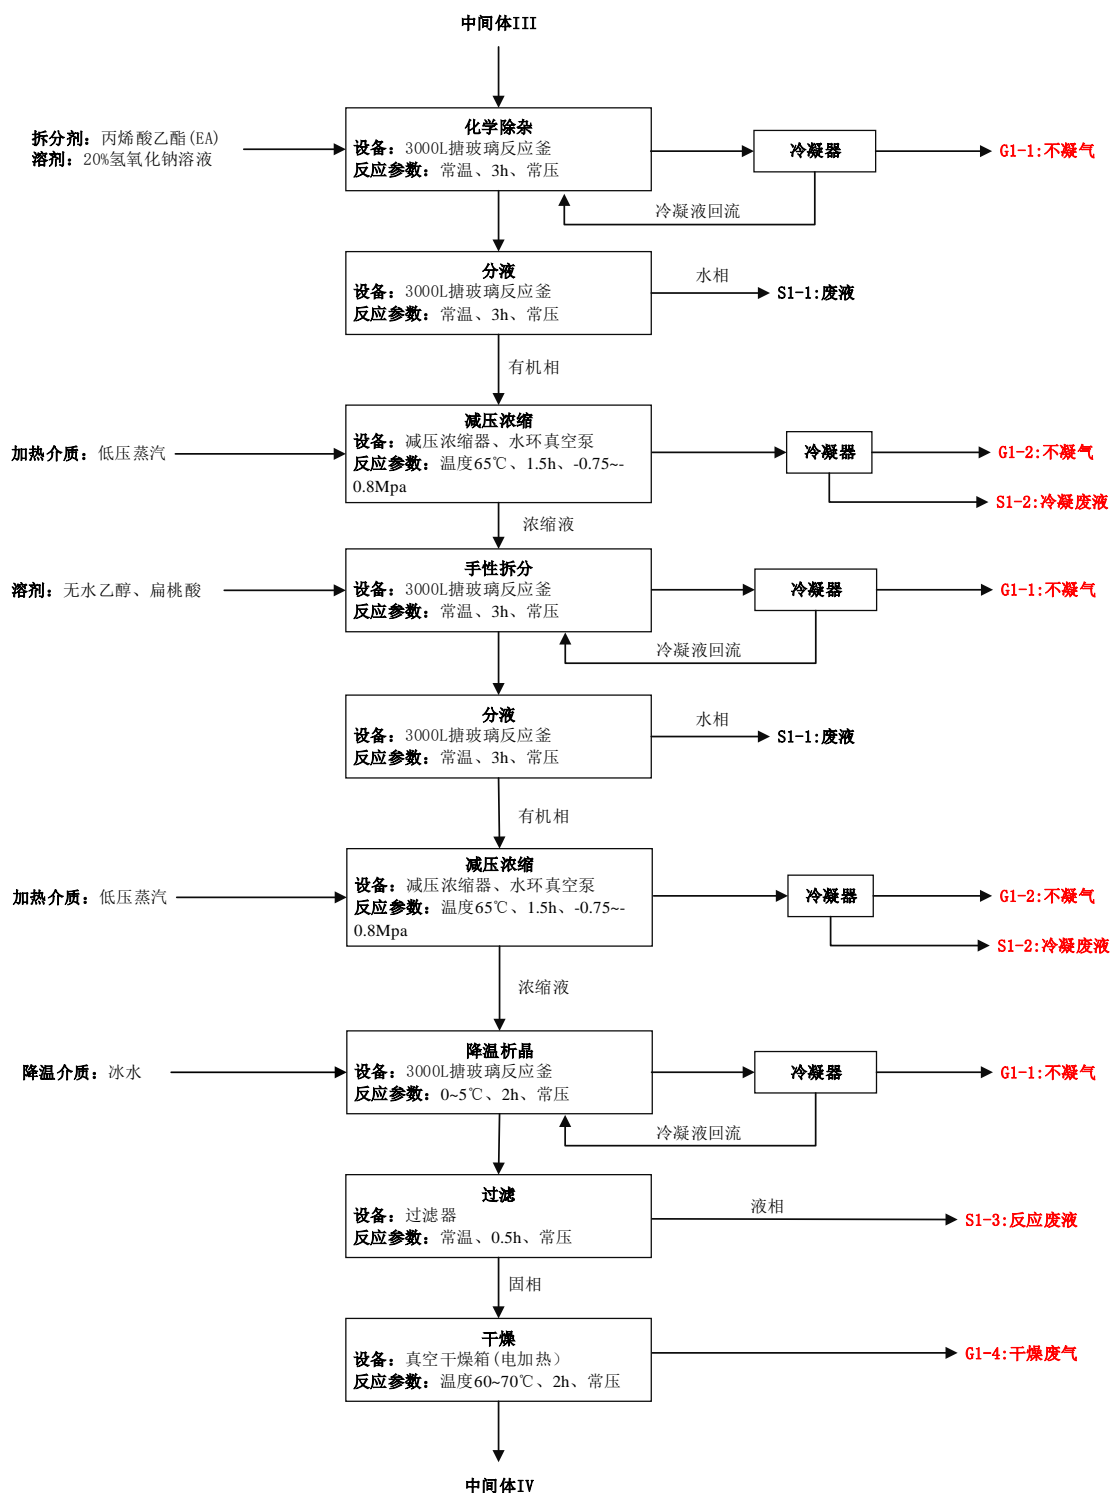 中间体III
拆分剂：丙烯酸乙酯(EA)
溶剂：20%氢氧化钠溶液
化学除杂
设备：3000L搪玻璃反应釜
反应参数：常温、3h、常压
冷凝器
G1-1:不凝气
冷凝液回流
分液
设备：3000L搪玻璃反应釜
反应参数：常温、3h、常压
水相
S1-1:废液
有机相
加热介质：低压蒸汽
减压浓缩
设备：减压浓缩器、水环真空泵
反应参数：温度65℃、1.5h、-0.75~-
0.8Mpa
冷凝器
G1-2:不凝气
S1-2:冷凝废液
浓缩液
溶剂：无水乙醇、扁桃酸
手性拆分
设备：3000L搪玻璃反应釜
反应参数：常温、3h、常压
冷凝器
G1-1:不凝气
冷凝液回流
分液
设备：3000L搪玻璃反应釜
反应参数：常温、3h、常压
水相
S1-1:废液
有机相
加热介质：低压蒸汽
减压浓缩
设备：减压浓缩器、水环真空泵
反应参数：温度65℃、1.5h、-0.75~-
0.8Mpa
冷凝器
G1-2:不凝气
S1-2:冷凝废液
浓缩液
降温介质：冰水
降温析晶
设备：3000L搪玻璃反应釜
反应参数：0~5℃、2h、常压
冷凝器
G1-1:不凝气
冷凝液回流
过滤
设备：过滤器
反应参数：常温、0.5h、常压
液相
S1-3:反应废液
固相
干燥
设备：真空干燥箱(电加热）
反应参数：温度60~70℃、2h、常压
G1-4:干燥废气
中间体IV